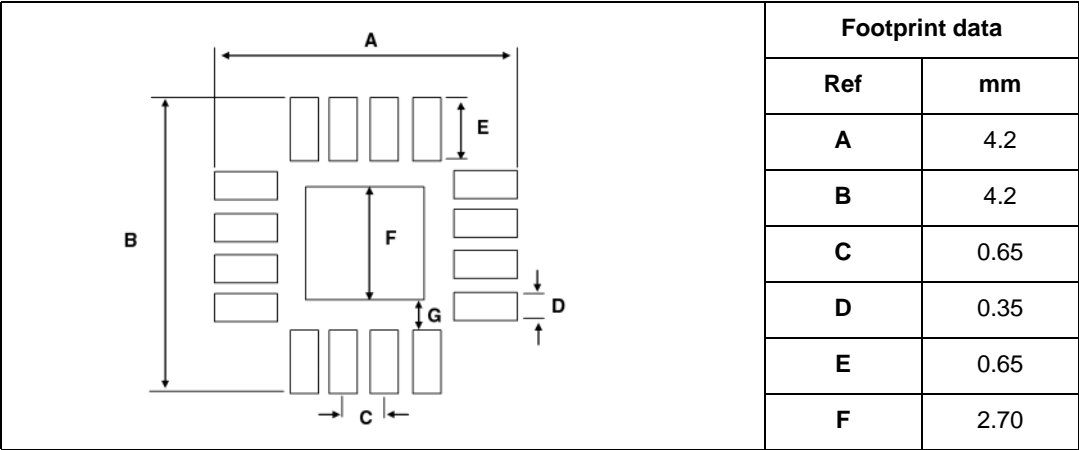 A
E
B
F
G
D
C
Footprint data
Ref mm
A 4.2
B 4.2
C 0.65
D 0.35
E 0.65
F 2.70